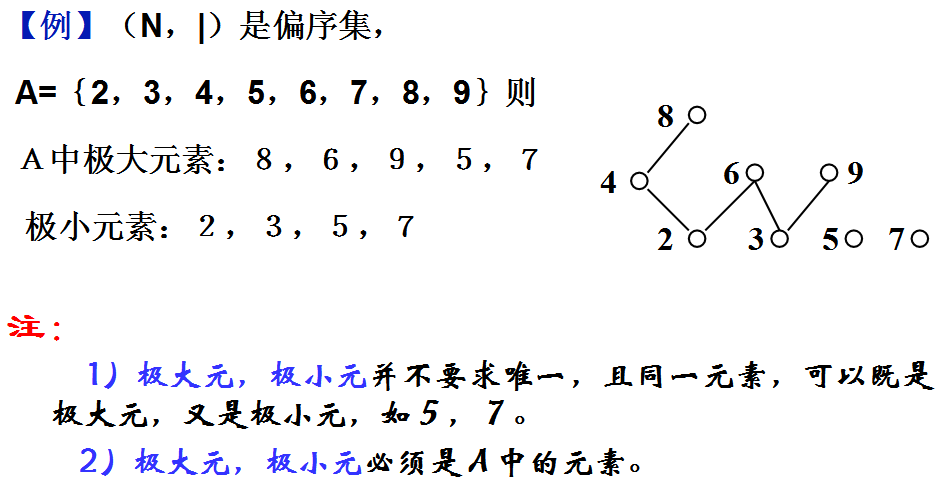 【例】（N，|）是偏序集，
A=｛2，3，4，5，6，7，8，9｝则
Ａ中极大元素：８，６，９，５，７
极小元素：２，３，５，７
8
4 6 9
2 3 5 7
注：
1）极大元，极小元并不要求唯一，且同一元素，可以既是
极大元，又是极小元，如5，7。
2）极大元，极小元必须是A中的元素。